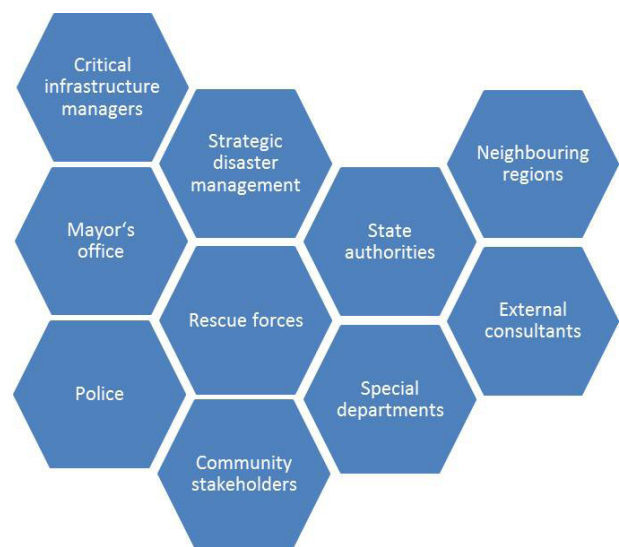 Critical
infrastructure
managers
Strategic
disaster
management
Neighbouring
regions
Mayor‘s
office
State
authorities
Rescue forces
External
consultants
Police
Special
departments
Community
stakeholders